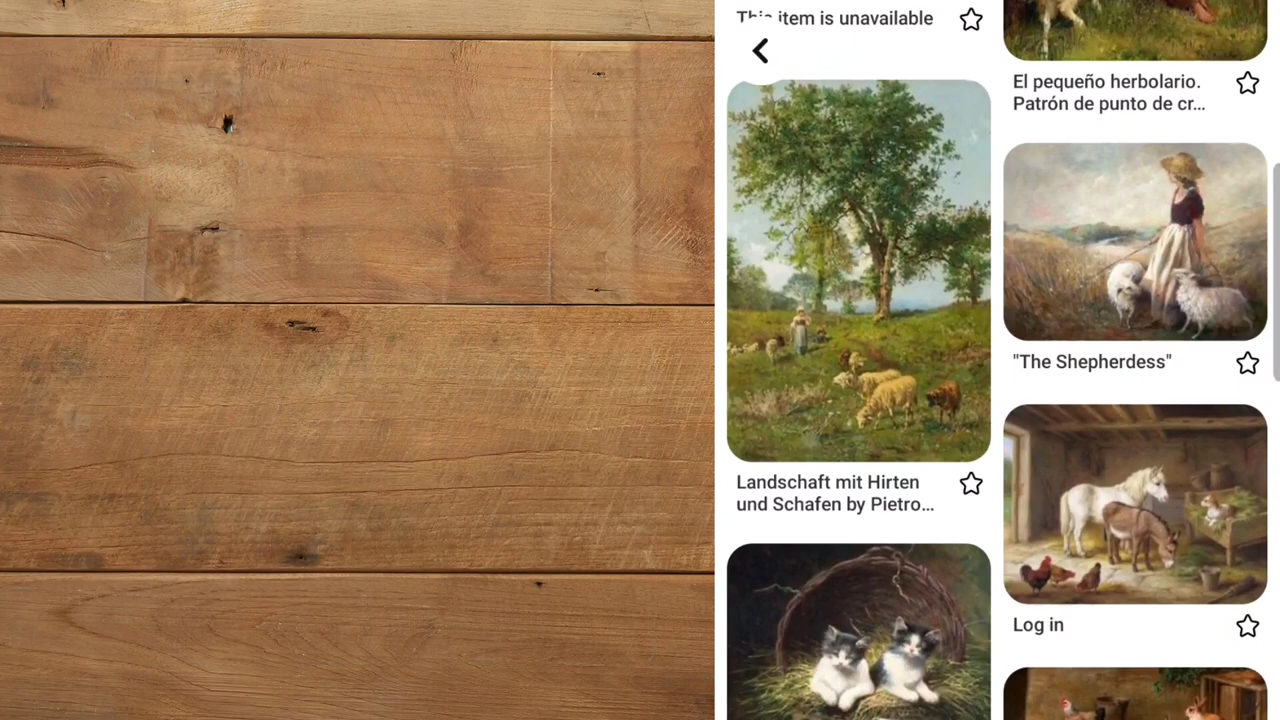 This item is unavailable
Landschaft mit Hirten
und Schafen by Pietro...
El pequeño herbolario.
Patrón de punto de cr...
"The Shepherdess"
Log in